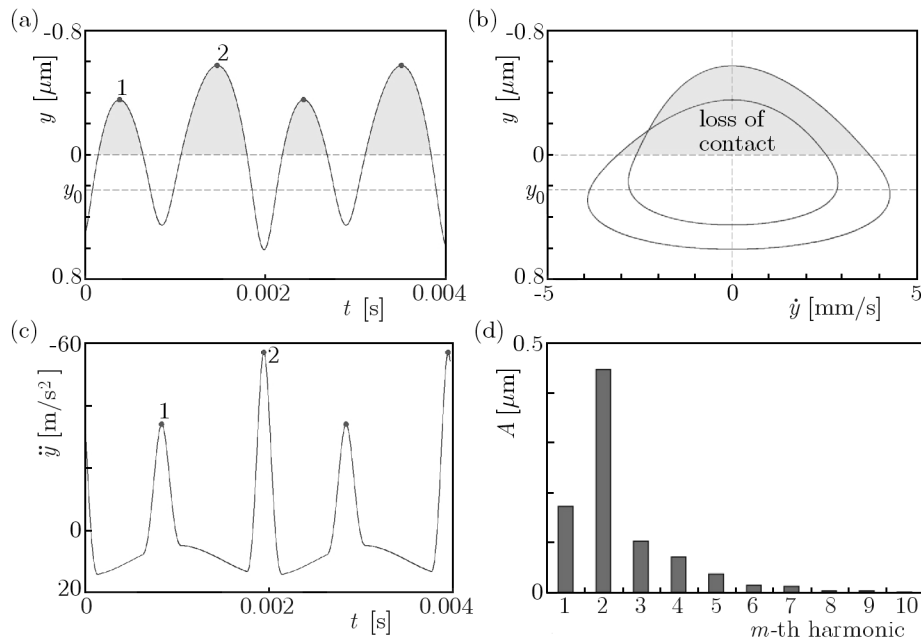 (a)
-0.8
y [μm]
0
y0
0.8
1
2
0
0.002
0.004
t [s]
(b)
-0.8
y [μm]
0
y0
0.8
loss of
contact
-5
0
5
ẏ [mm/s]
(c)
-60
ÿ [m/s²]
0
20
1
2
0
0.002
0.004
t [s]
(d)
0.5
A [μm]
0
1 2 3 4 5 6 7 8 9 10
m-th harmonic